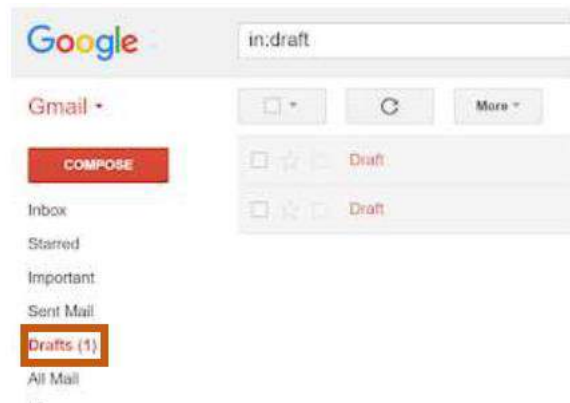 Google
in:draft
Gmail
More
COMPOSE
Draft
Inbox
Draft
Starred
Important
Sent Mail
Drafts (1)
All Mail